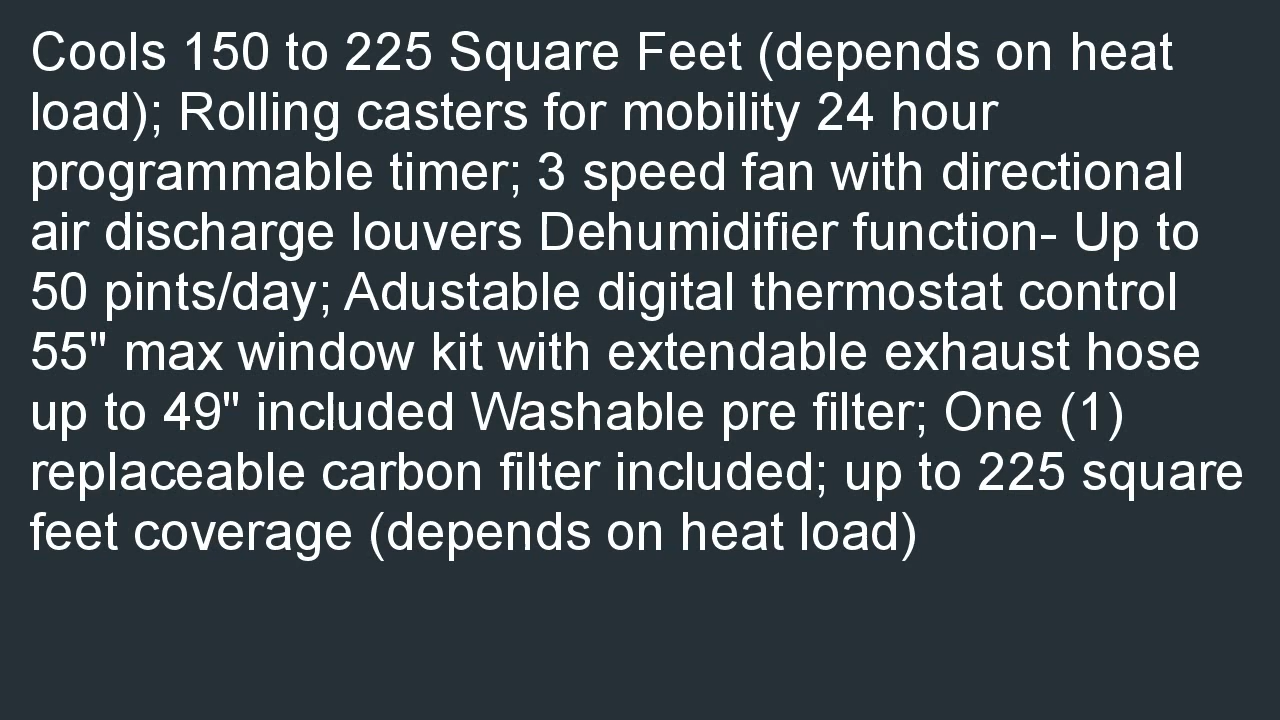 Cools 150 to 225 Square Feet (depends on heat
load); Rolling casters for mobility 24 hour
programmable timer; 3 speed fan with directional
air discharge louvers Dehumidifier function- Up to
50 pints/day; Adustable digital thermostat control
55" max window kit with extendable exhaust hose
up to 49" included Washable pre filter; One (1)
replaceable carbon filter included; up to 225 square
feet coverage (depends on heat load)